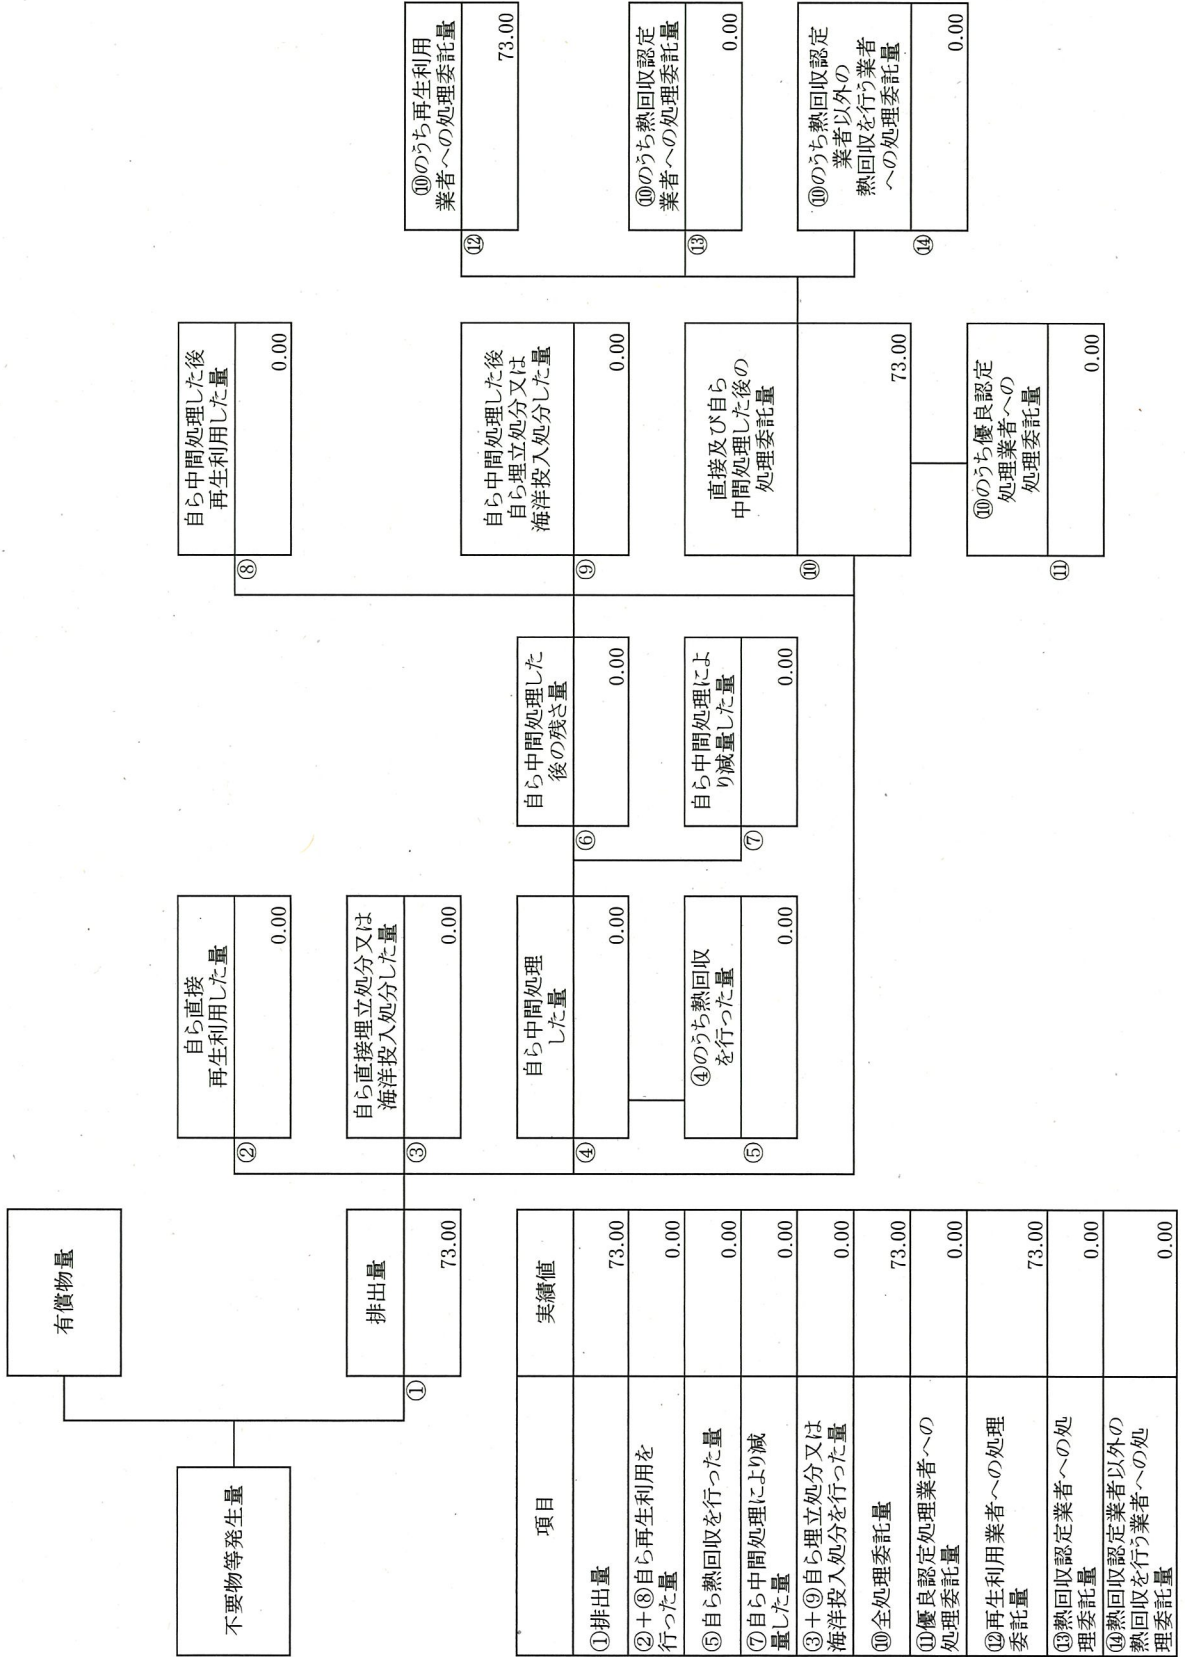 有償物量
不要物等発生量
排出量
①
73.00
自ら直接
再生利用した量
②
0.00
自ら直接埋立処分又は
海洋投入処分した量
③
0.00
自ら中間処理
した量
④
0.00
④のうち熱回収
を行った量
⑤
0.00
自ら中間処理した
後の残さ量
⑥
0.00
自ら中間処理によ
り減量した量
⑦
0.00
自ら中間処理した後
再生利用した量
⑧
0.00
自ら中間処理した後
自ら埋立処分又は
海洋投入処分した量
⑨
0.00
直接及び自ら
中間処理した後の
処理委託量
⑩
73.00
⑩のうち優良認定
処理業者への
処理委託量
⑪
0.00
⑩のうち再生利用
業者への処理委託量
⑫
73.00
⑩のうち熱回収認定
業者への処理委託量
⑬
0.00
⑩のうち熱回収認定
業者以外の
熱回収を行う業者
への処理委託量
⑭
0.00
項目 実績値
①排出量 73.00
②+⑧自ら再生利用を
行った量 0.00
⑤自ら熱回収を行った量 0.00
⑦自ら中間処理により減
量した量 0.00
③+⑨自ら埋立処分又は
海洋投入処分を行った量 0.00
⑩全処理委託量 73.00
⑪優良認定処理業者への
処理委託量 0.00
⑫再生利用業者への処理
委託量 73.00
⑬熱回収認定業者への処
理委託量 0.00
⑭熱回収認定業者以外の
熱回収を行う業者への処
理委託量 0.00